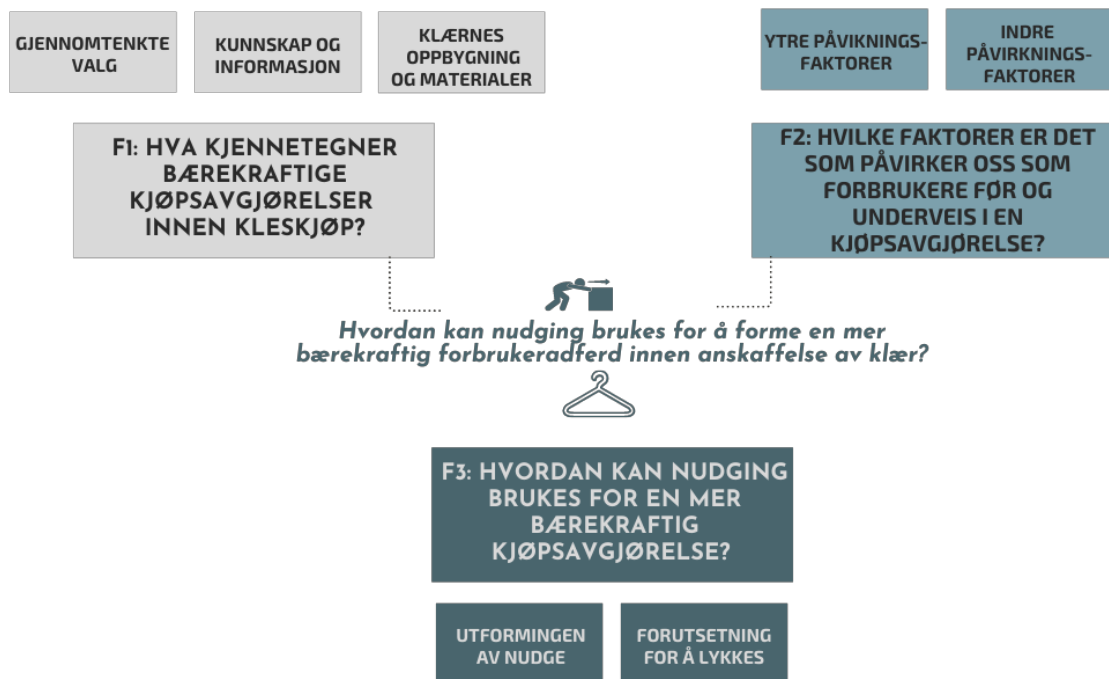 GJENNOMTENKTE
VALG
KUNNSKAP OG
INFORMASJON
KLÆRNES
OPPBYGNING
OG MATERIALER
YTRE PÅVIKNINGS-
FAKTORER
INDRE
PÅVIRKNINGS-
FAKTORER
F1: HVA KJENNETEGNER
BÆREKRAFTIGE
KJØPSAVGJØRELSER
INNEN KLESKJØP?
F2: HVILKE FAKTORER ER DET
SOM PÅVIRKER OSS SOM
FORBRUKERE FØR OG
UNDERVEIS I EN
KJØPSAVGJØRELSE?
Hvordan kan nudging brukes for å forme en mer
bærekraftig forbrukeradferd innen anskaffelse av klær?
F3: HVORDAN KAN NUDGING
BRUKES FOR EN MER
BÆREKRAFTIG
KJØPSAVGJØRELSE?
UTFORMINGEN
AV NUDGE
FORUTSETNING
FOR Å LYKKES